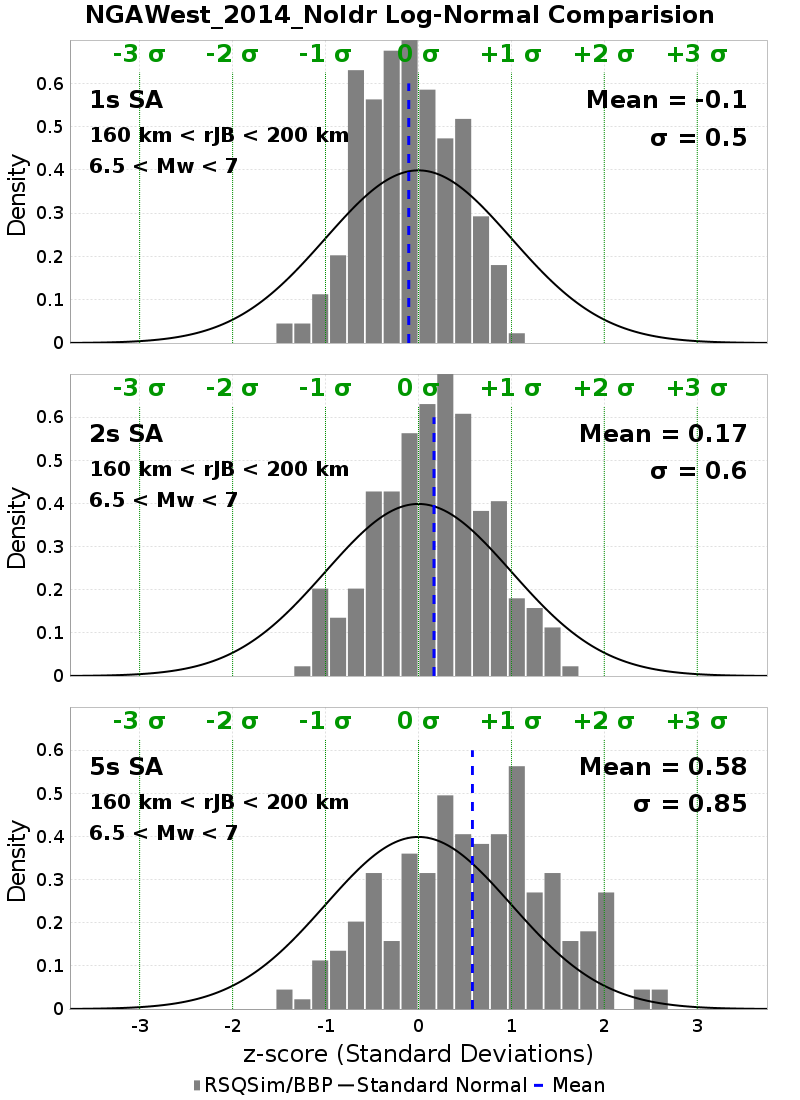 NGAWest_2014_NoIdr Log-Normal Comparision
-3 σ -2 σ -1 σ 0 σ +1 σ +2 σ +3 σ
0.6
1s SA Mean = -0.1
0.5
160 km < rJB < 200 km σ = 0.5
6.5 < Mw < 7
0.4
Density
0.3
0.2
0.1
0
-3 σ -2 σ -1 σ 0 σ +1 σ +2 σ +3 σ
0.6
2s SA Mean = 0.17
0.5
160 km < rJB < 200 km σ = 0.6
6.5 < Mw < 7
0.4
Density
0.3
0.2
0.1
0
-3 σ -2 σ -1 σ 0 σ +1 σ +2 σ +3 σ
0.6
5s SA Mean = 0.58
0.5
160 km < rJB < 200 km σ = 0.85
6.5 < Mw < 7
0.4
Density
0.3
0.2
0.1
0
-3 -2 -1 0 1 2 3
z-score (Standard Deviations)
RSQSim/BBP Standard Normal Mean